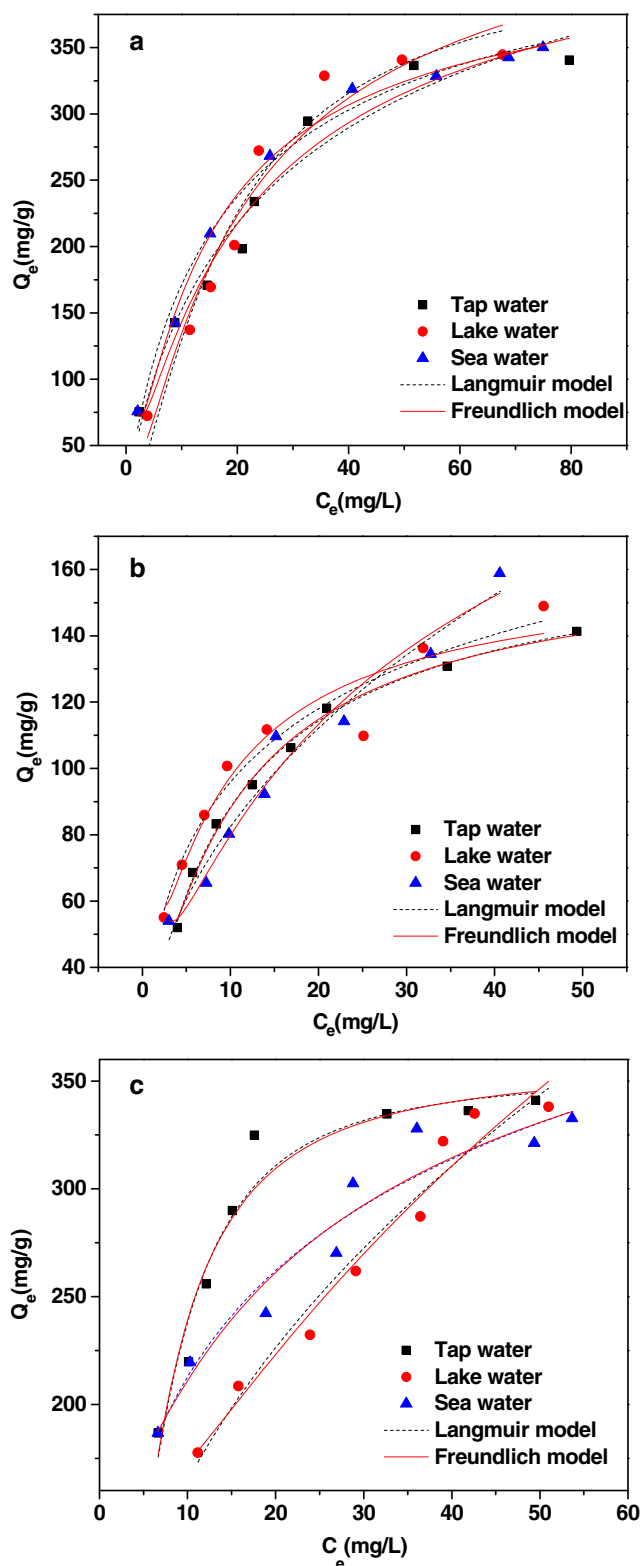 a
350
300
250
200
150
100
50
Qe(mg/g)
Tap water
Lake water
Sea water
Langmuir model
Freundlich model
0 20 40 60 80
Ce(mg/L)
b
160
140
120
100
80
60
40
Qe(mg/g)
Tap water
Lake water
Sea water
Langmuir model
Freundlich model
0 10 20 30 40 50
Ce(mg/L)
c
350
300
250
200
Qe(mg/g)
Tap water
Lake water
Sea water
Langmuir model
Freundlich model
0 10 20 30 40 50 60
Ce (mg/L)